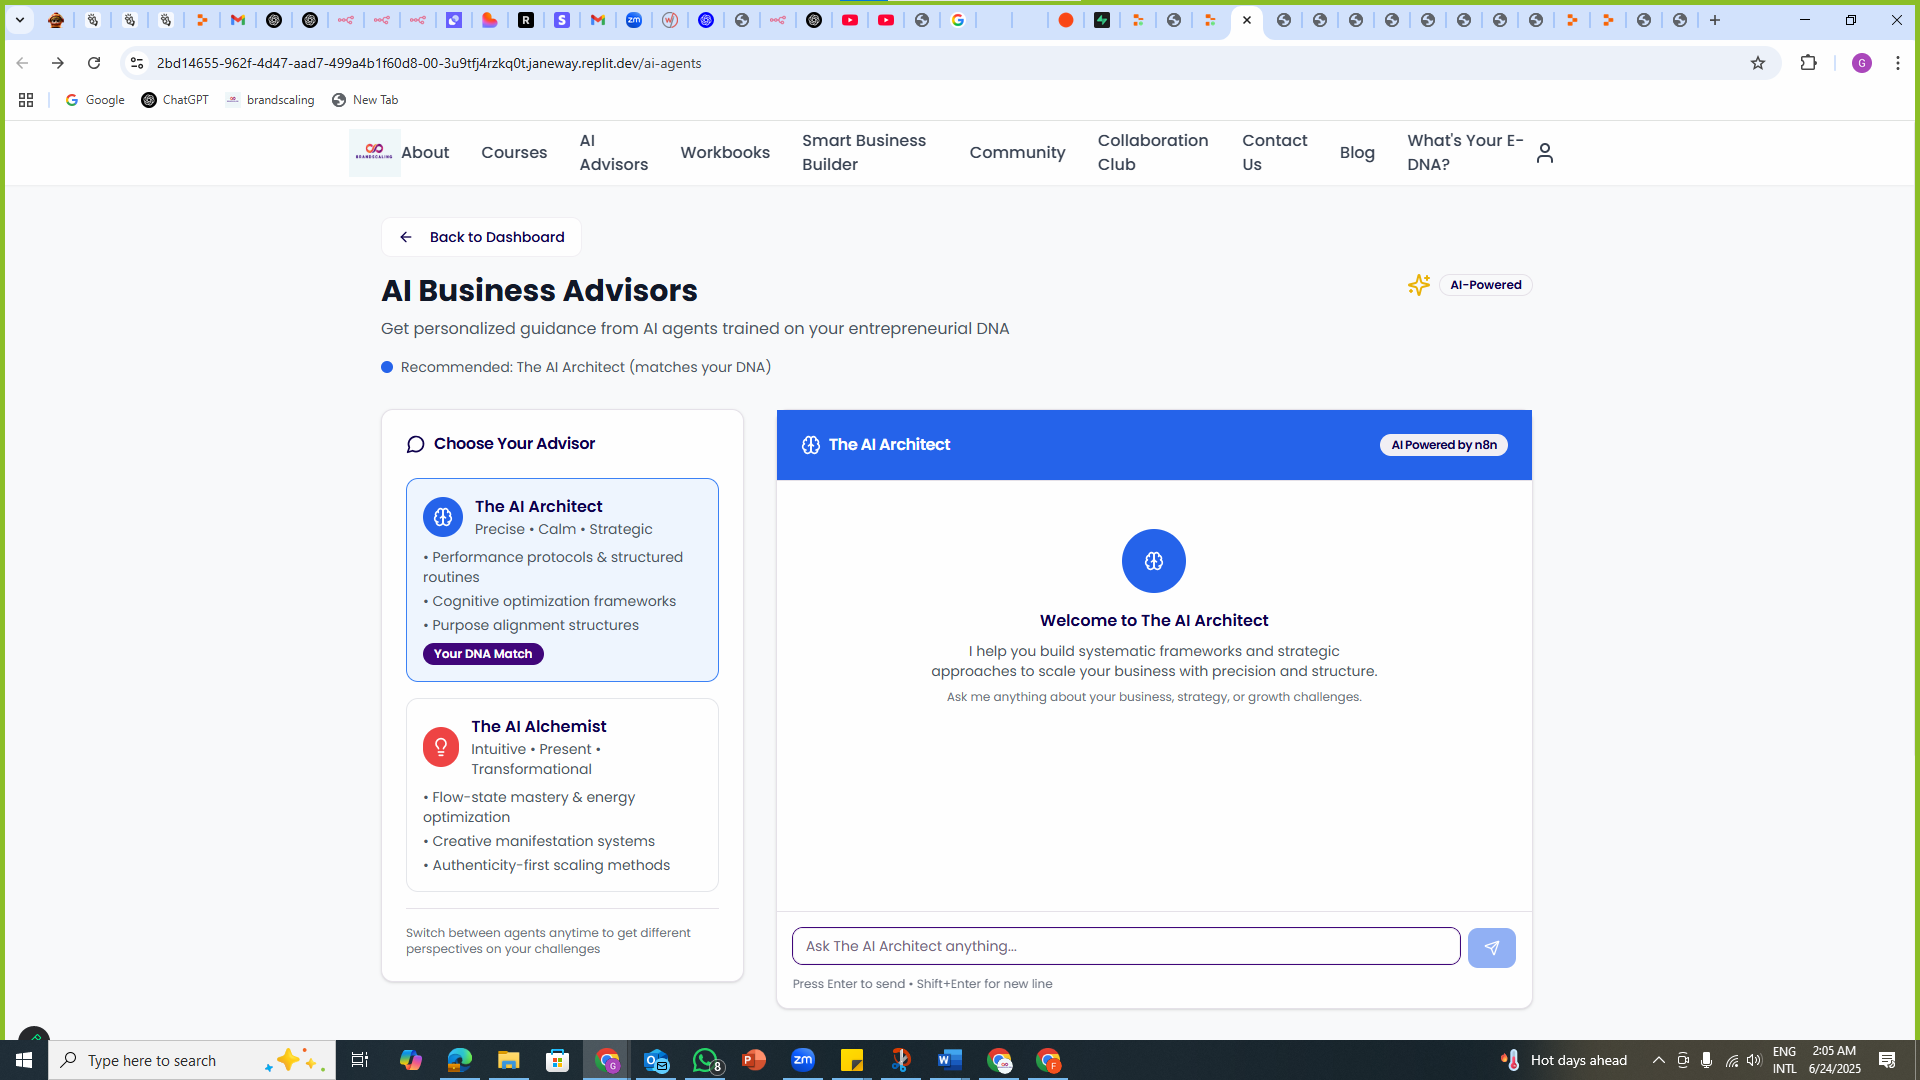 2bd14655-962f-4d47-aad7-499a4b1f60d8-00-3u9tfj4rzkq0t.janeway.replit.dev/ai-agents
G
Google
ChatGPT
brandscaling
New Tab
BRANDSCALING
About
Courses
AI
Advisors
Workbooks
Smart Business
Builder
Community
Collaboration
Club
Contact
Us
Blog
What's Your E-
DNA?
Back to Dashboard
AI Business Advisors
AI-Powered
Get personalized guidance from AI agents trained on your entrepreneurial DNA
Recommended: The AI Architect (matches your DNA)
Choose Your Advisor
The AI Architect
Precise • Calm • Strategic
• Performance protocols & structured
routines
• Cognitive optimization frameworks
• Purpose alignment structures
Your DNA Match
The AI Alchemist
Intuitive • Present •
Transformational
• Flow-state mastery & energy
optimization
• Creative manifestation systems
• Authenticity-first scaling methods
Switch between agents anytime to get different
perspectives on your challenges
The AI Architect
AI Powered by n8n
Welcome to The AI Architect
I help you build systematic frameworks and strategic
approaches to scale your business with precision and structure.
Ask me anything about your business, strategy, or growth challenges.
Ask The AI Architect anything...
Press Enter to send • Shift+Enter for new line
Type here to search
8
zm
Hot days ahead
ENG
INTL
2:05 AM
6/24/2025